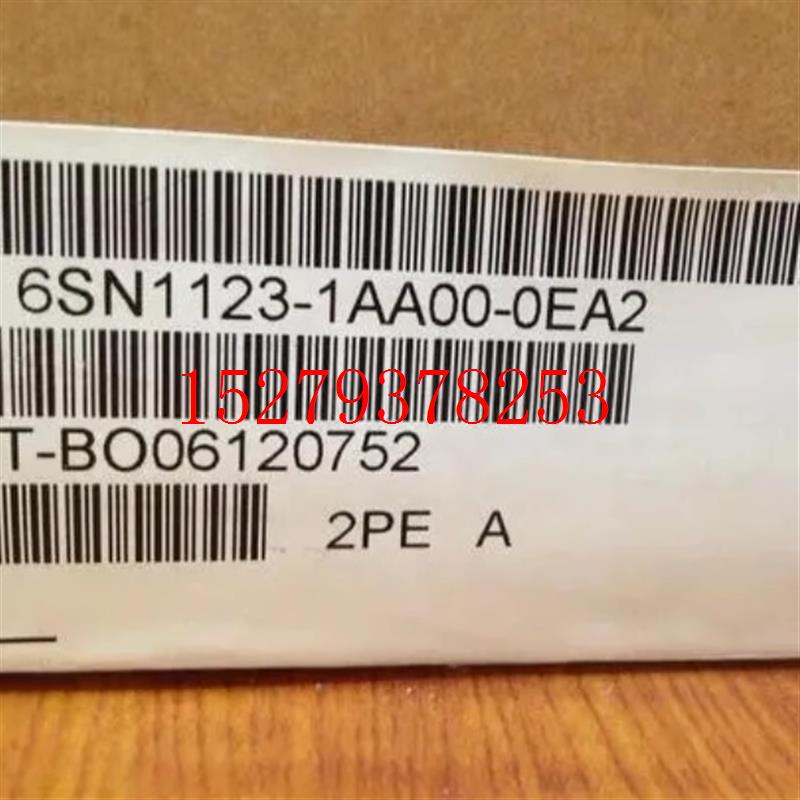 6SN1123-1AA00-0EA2
15279378253
T-BO06120752
2PE A